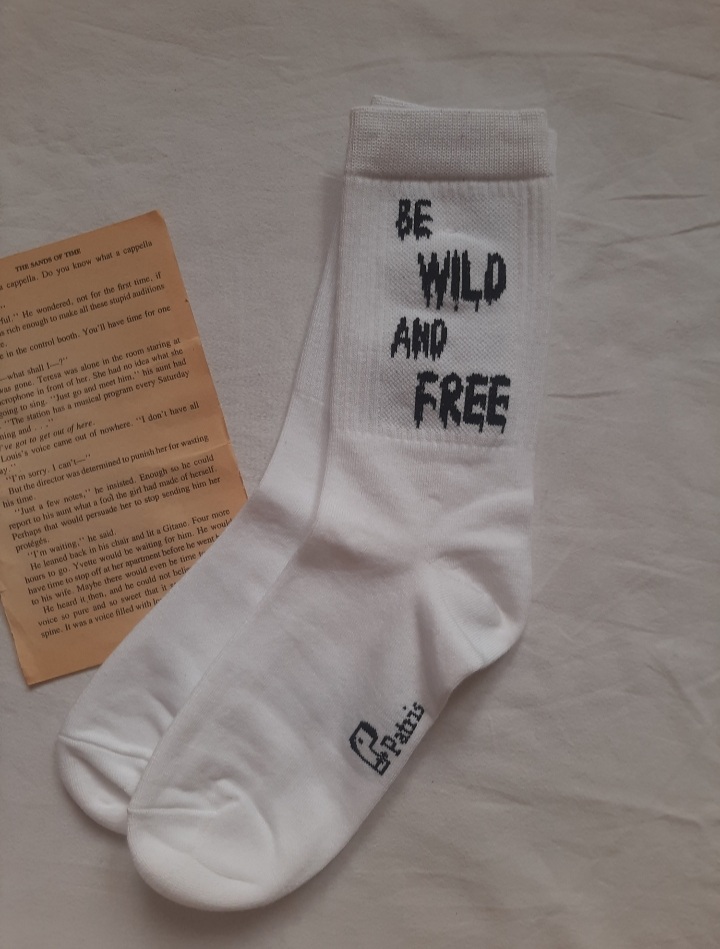 BE
WILD
AND
FREE
Patris
THE SANDS OF TIME
a cappella. Do you know what a cappella
He wondered, not for the first time, if
rich enough to make all these stupid auditions
in the control booth. You'll have time for one
—what shall I—?"
was gone. Teresa was alone in the room staring at
microphone in front of her. She had no idea what she
going to sing. "Just go and meet him," his aunt had
"The station has a musical program every Saturday
I've got to get out of here.
Louis's voice came out of nowhere. "I don't have all
"I'm sorry. I can't—"
But the director was determined to punish her for wasting
his time.
"Just a few notes," he insisted. Enough so he could
report to his aunt what a fool the girl had made of herself.
Perhaps that would persuade her to stop sending him her
protégés.
"I'm waiting," he said.
He leaned back in his chair and lit a Gitane. Four more
hours to go. Yvette would be waiting for him. He would
have time to stop off at her apartment before he went
to his wife. Maybe there would even be time
He heard it then, and he could not
voice so pure and so sweet that it
spine. It was a voice filled with